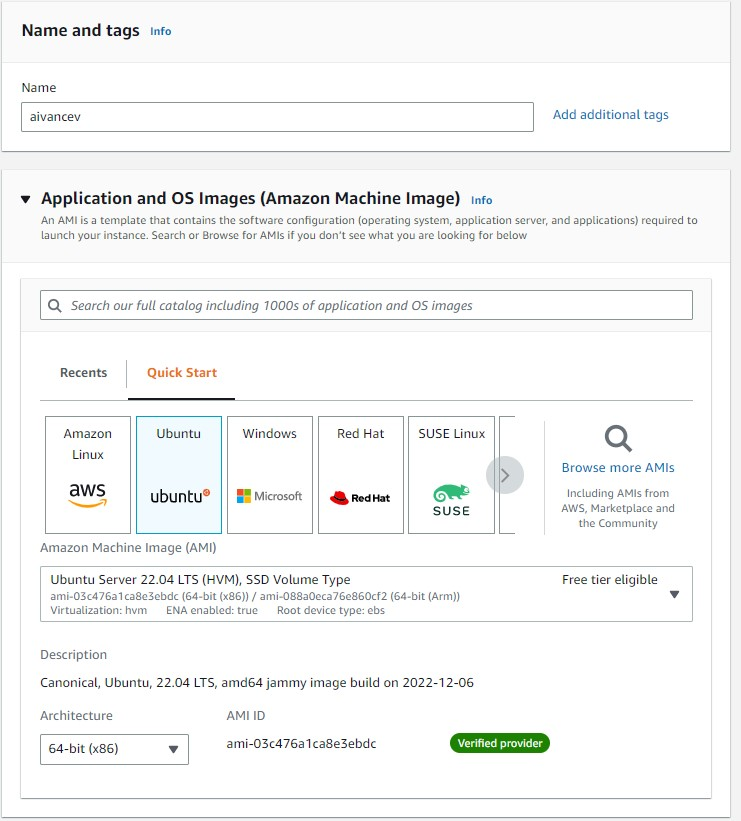 Name and tags Info
Name
aivancev
Add additional tags
Application and OS Images (Amazon Machine Image) Info
An AMI is a template that contains the software configuration (operating system, application server, and applications) required to
launch your instance. Search or Browse for AMIs if you don't see what you are looking for below
Search our full catalog including 1000s of application and OS images
Recents
Quick Start
Amazon
Linux
aws
Ubuntu
ubuntu
Windows
Microsoft
Red Hat
Red Hat
SUSE Linux
SUSE
Browse more AMIs
Including AMIs from
AWS, Marketplace and
the Community
Amazon Machine Image (AMI)
Ubuntu Server 22.04 LTS (HVM), SSD Volume Type
Free tier eligible
ami-03c476a1ca8e3ebdc (64-bit (x86)) / ami-088a0eca76e860cf2 (64-bit (Arm))
Virtualization: hvm ENA enabled: true Root device type: ebs
Description
Canonical, Ubuntu, 22.04 LTS, amd64 jammy image build on 2022-12-06
Architecture
AMI ID
64-bit (x86)
ami-03c476a1ca8e3ebdc
Verified provider